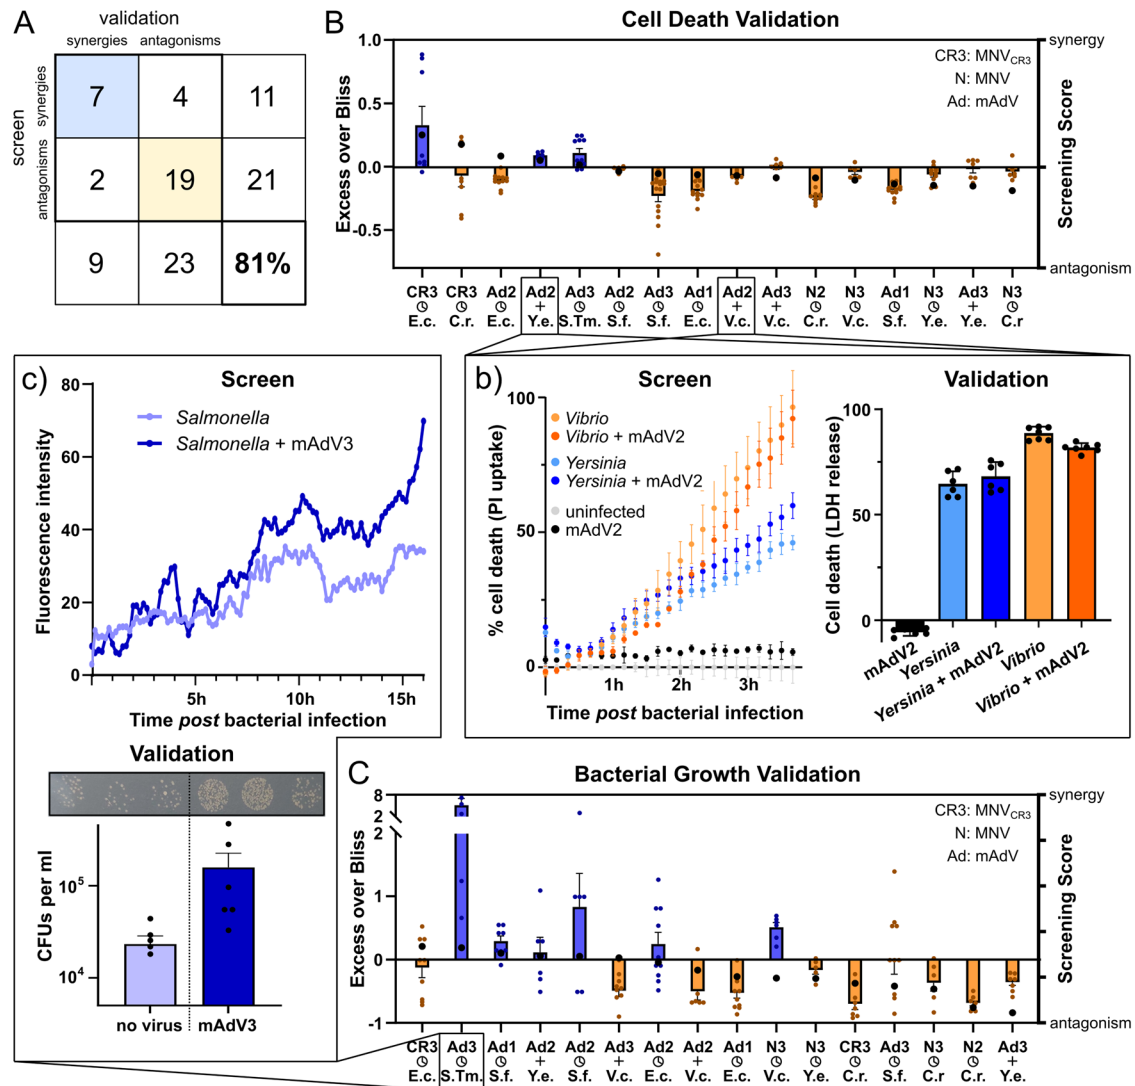 A
validation
synergies antagonisms
screen
synergies
antagonisms
7 4 11
2 19 21
9 23 81%
B
Cell Death Validation
CR3: MNVCR3
N: MNV
Ad: mAdV
Excess over Bliss
1.0
0.5
0.0
-0.5
synergy
Screening Score
antagonism
CR3 CR3 Ad2 Ad2 Ad3 Ad2 Ad3 Ad1 Ad2 Ad3 N2 N3 Ad1 N3 Ad3 N3
+ + + +
E.c. C.r. E.c. Y.e. S.Tm. S.f. S.f. E.c. V.c. V.c. C.r. V.c. S.f. Y.e. Y.e. C.r
c)
Screen
Salmonella
Salmonella + mAdV3
Fluorescence intensity
80
60
40
20
0
5h 10h 15h
Time post bacterial infection
Validation
CFUs per ml
10^5
10^4
no virus mAdV3
b)
Screen
Vibrio
Vibrio + mAdV2
Yersinia
Yersinia + mAdV2
uninfected
mAdV2
% cell death (PI uptake)
100
50
0
1h 2h 3h
Time post bacterial infection
Validation
Cell death (LDH release)
100
50
0
mAdV2
Yersinia
Yersinia + mAdV2
Vibrio
Vibrio + mAdV2
C
Bacterial Growth Validation
CR3: MNVCR3
N: MNV
Ad: mAdV
Excess over Bliss
8
2
2
1
0
-1
synergy
Screening Score
antagonism
CR3 Ad3 Ad1 Ad2 Ad2 Ad3 Ad2 Ad2 Ad1 N3 N3 CR3 Ad3 N3 N2 Ad3
+ + + + +
E.c. S.Tm. S.f. Y.e. S.f. V.c. E.c. V.c. E.c. V.c. Y.e. C.r. S.f. C.r C.r. Y.e.